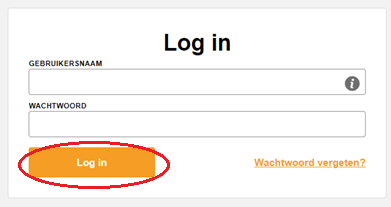 Log in
GEBRUIKERSNAAM
i
WACHTWOORD
Log in
Wachtwoord vergeten?